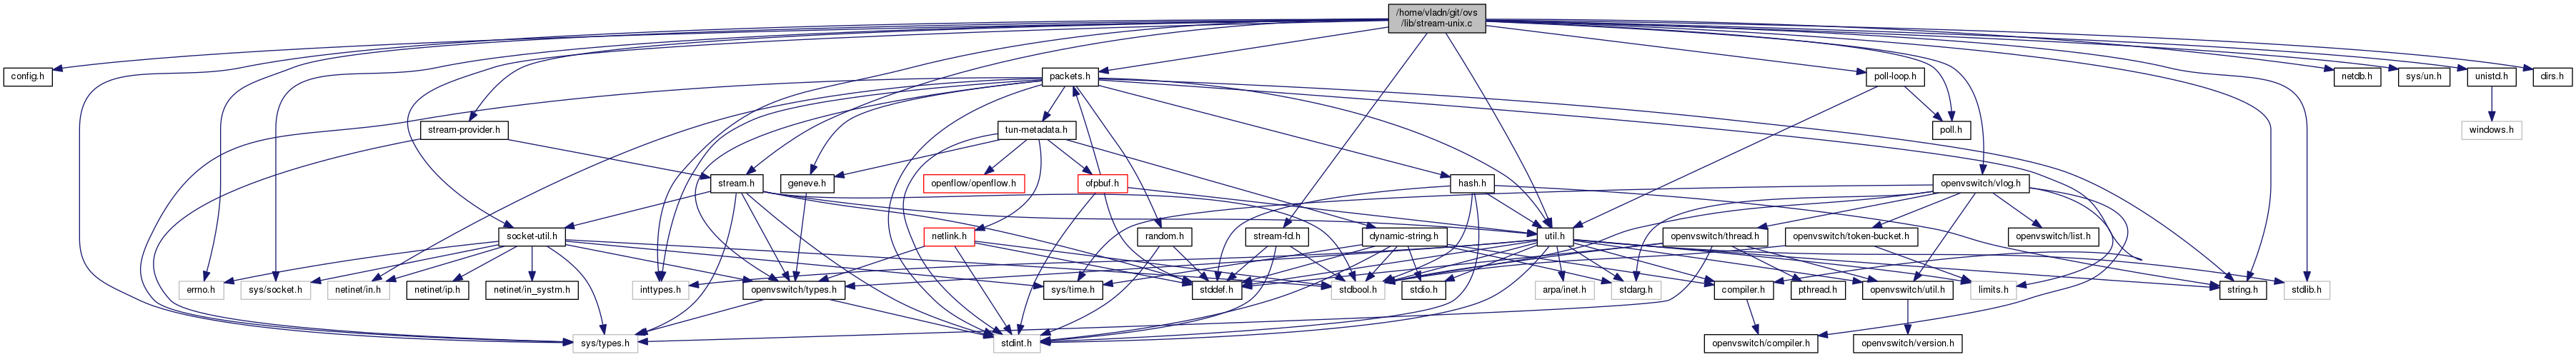 /home/vladn/git/ovs
/lib/stream-unix.c
config.h
packets.h
poll-loop.h
netdb.h
sys/un.h
unistd.h
dirs.h
stream-provider.h
tun-metadata.h
poll.h
windows.h
stream.h
geneve.h
openflow/openflow.h
ofpbuf.h
hash.h
openvswitch/vlog.h
socket-util.h
netlink.h
random.h
stream-fd.h
dynamic-string.h
util.h
openvswitch/thread.h
openvswitch/token-bucket.h
openvswitch/list.h
errno.h
sys/socket.h
netinet/in.h
netinet/ip.h
netinet/in_systm.h
inttypes.h
openvswitch/types.h
sys/time.h
stddef.h
stdbool.h
stdio.h
arpa/inet.h
stdarg.h
compiler.h
pthread.h
openvswitch/util.h
limits.h
string.h
stdlib.h
sys/types.h
stdint.h
openvswitch/compiler.h
openvswitch/version.h